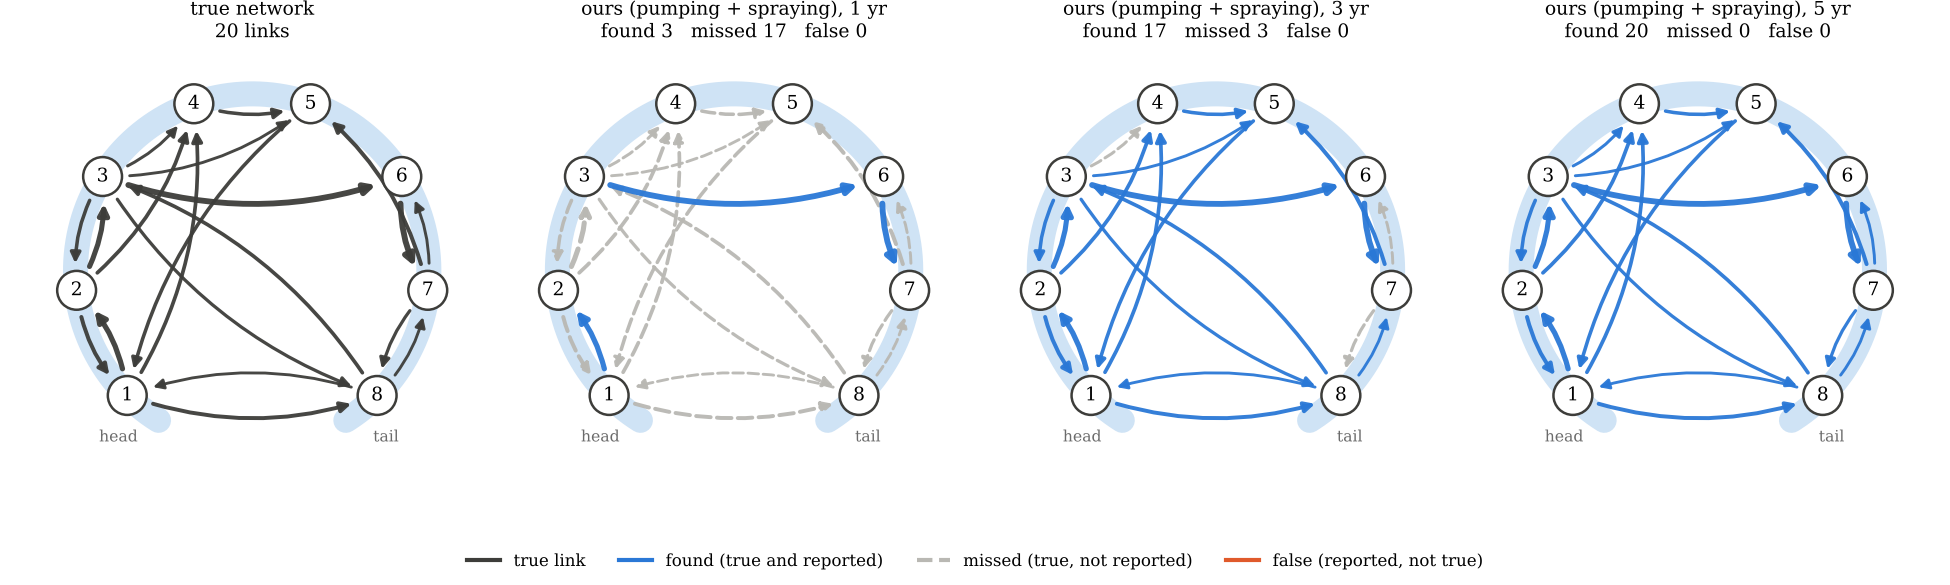 true network
20 links
4
5
3
6
2
7
1
8
head
tail
ours (pumping + spraying), 1 yr
found 3 missed 17 false 0
4
5
3
6
2
7
1
8
head
tail
ours (pumping + spraying), 3 yr
found 17 missed 3 false 0
4
5
3
6
2
7
1
8
head
tail
ours (pumping + spraying), 5 yr
found 20 missed 0 false 0
4
5
3
6
2
7
1
8
head
tail
true link
found (true and reported)
missed (true, not reported)
false (reported, not true)